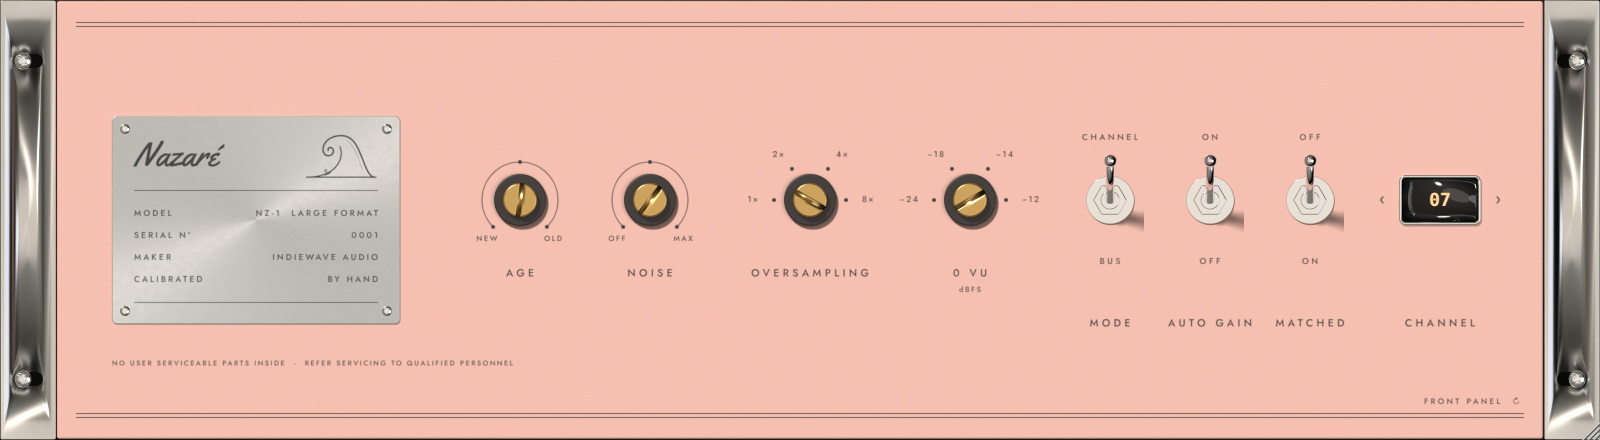 Nazaré
MODEL NZ-1 LARGE FORMAT
SERIAL N° 0001
MAKER INDIEWAVE AUDIO
CALIBRATED BY HAND
NO USER SERVICEABLE PARTS INSIDE · REFER SERVICING TO QUALIFIED PERSONNEL
NEW OLD
AGE
OFF MAX
NOISE
2× 4×
1× 8×
OVERSAMPLING
−18 −14
−24 −12
0 VU
dBFS
CHANNEL
BUS
MODE
ON
OFF
AUTO GAIN
OFF
ON
MATCHED
‹ 07 ›
CHANNEL
FRONT PANEL ↻